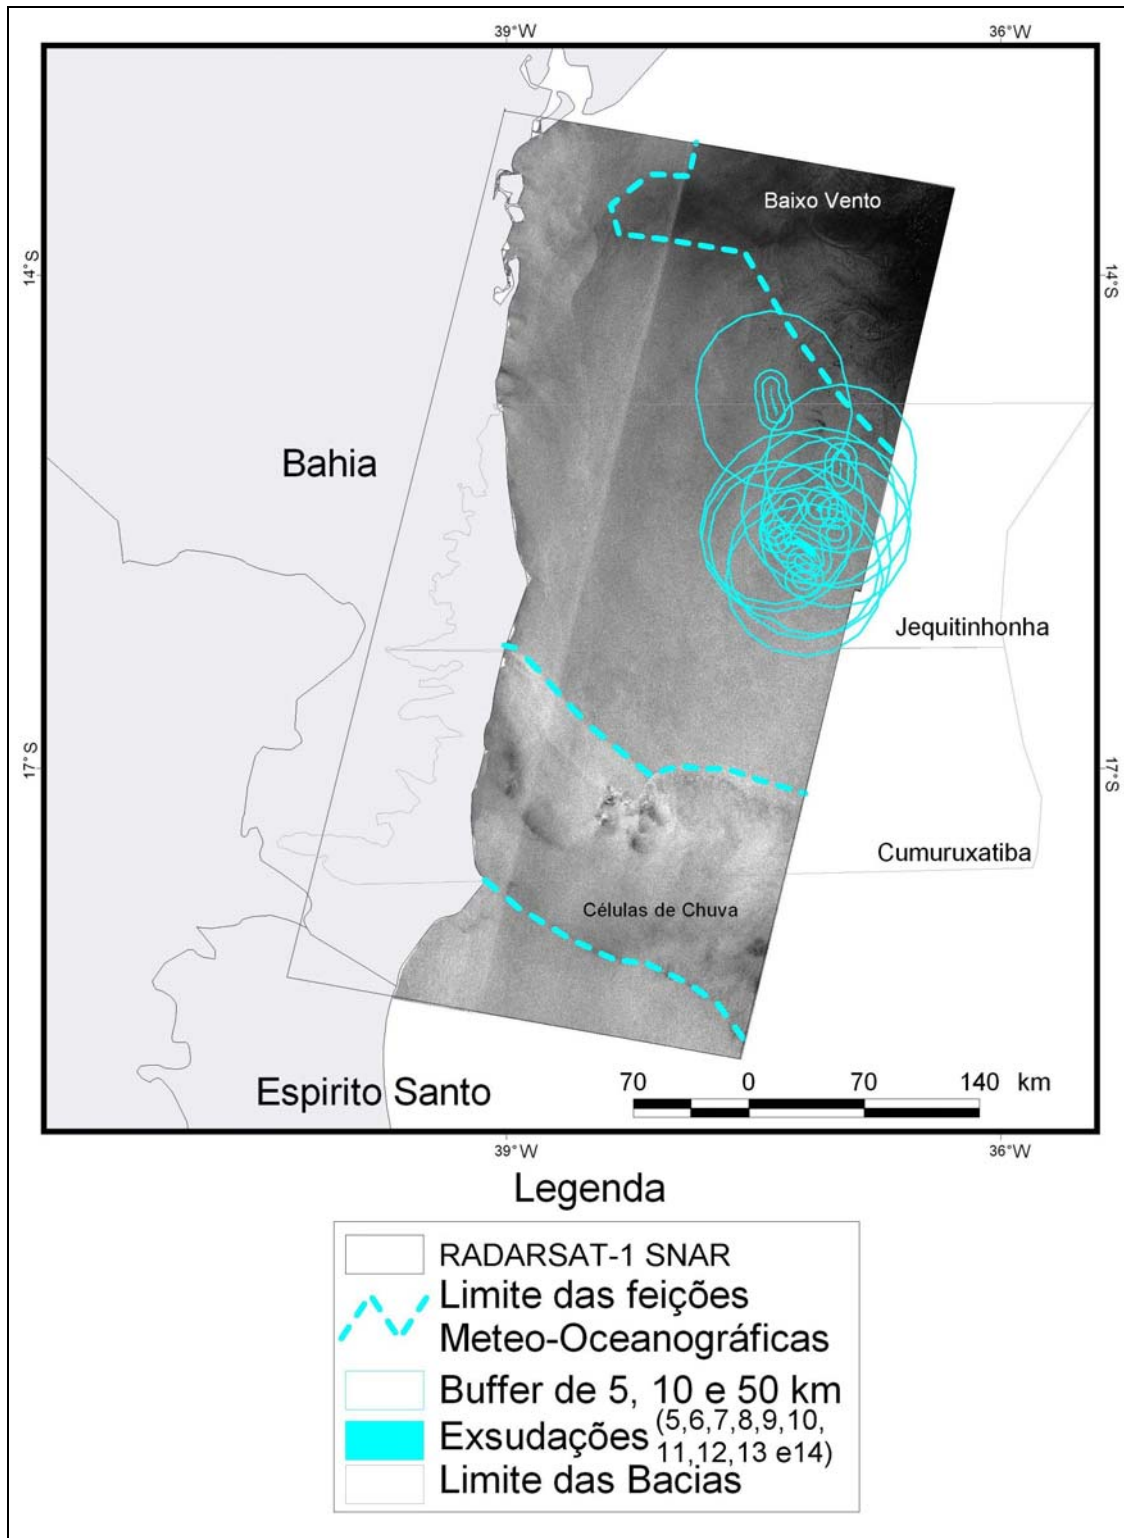 39°W 36°W
Baixo Vento
14°S 14°S
Bahia
Jequitinhonha
17°S 17°S
Cumuruxatiba
Células de Chuva
Espirito Santo
70 0 70 140 km
39°W 36°W
Legenda
RADARSAT-1 SNAR
Limite das feições
Meteo-Oceanográficas
Buffer de 5, 10 e 50 km
Exsudações (5,6,7,8,9,10,
11,12,13 e14)
Limite das Bacias